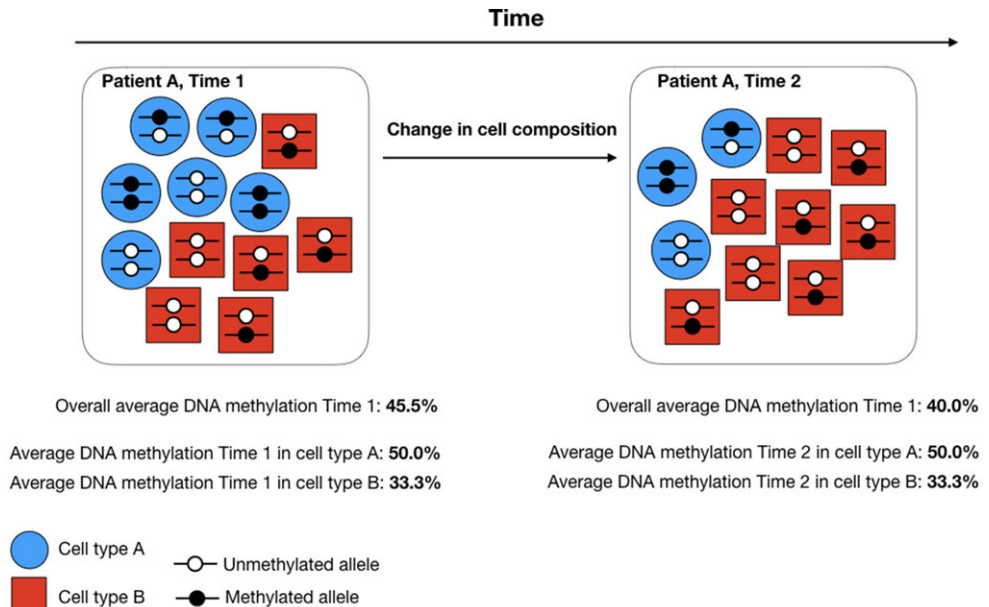 Time
Patient A, Time 1
Patient A, Time 2
Change in cell composition
Overall average DNA methylation Time 1: 45.5%
Average DNA methylation Time 1 in cell type A: 50.0%
Average DNA methylation Time 1 in cell type B: 33.3%
Overall average DNA methylation Time 1: 40.0%
Average DNA methylation Time 2 in cell type A: 50.0%
Average DNA methylation Time 2 in cell type B: 33.3%
Cell type A
Unmethylated allele
Cell type B
Methylated allele